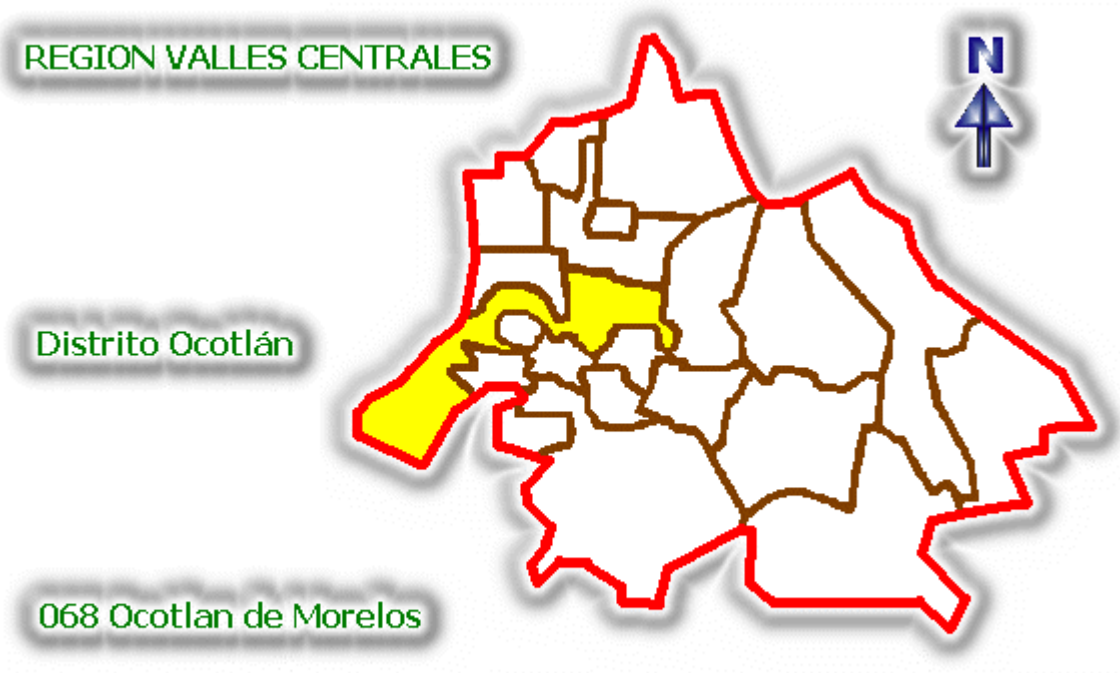 REGION VALLES CENTRALES
N
Distrito Ocotlán
068 Ocotlan de Morelos